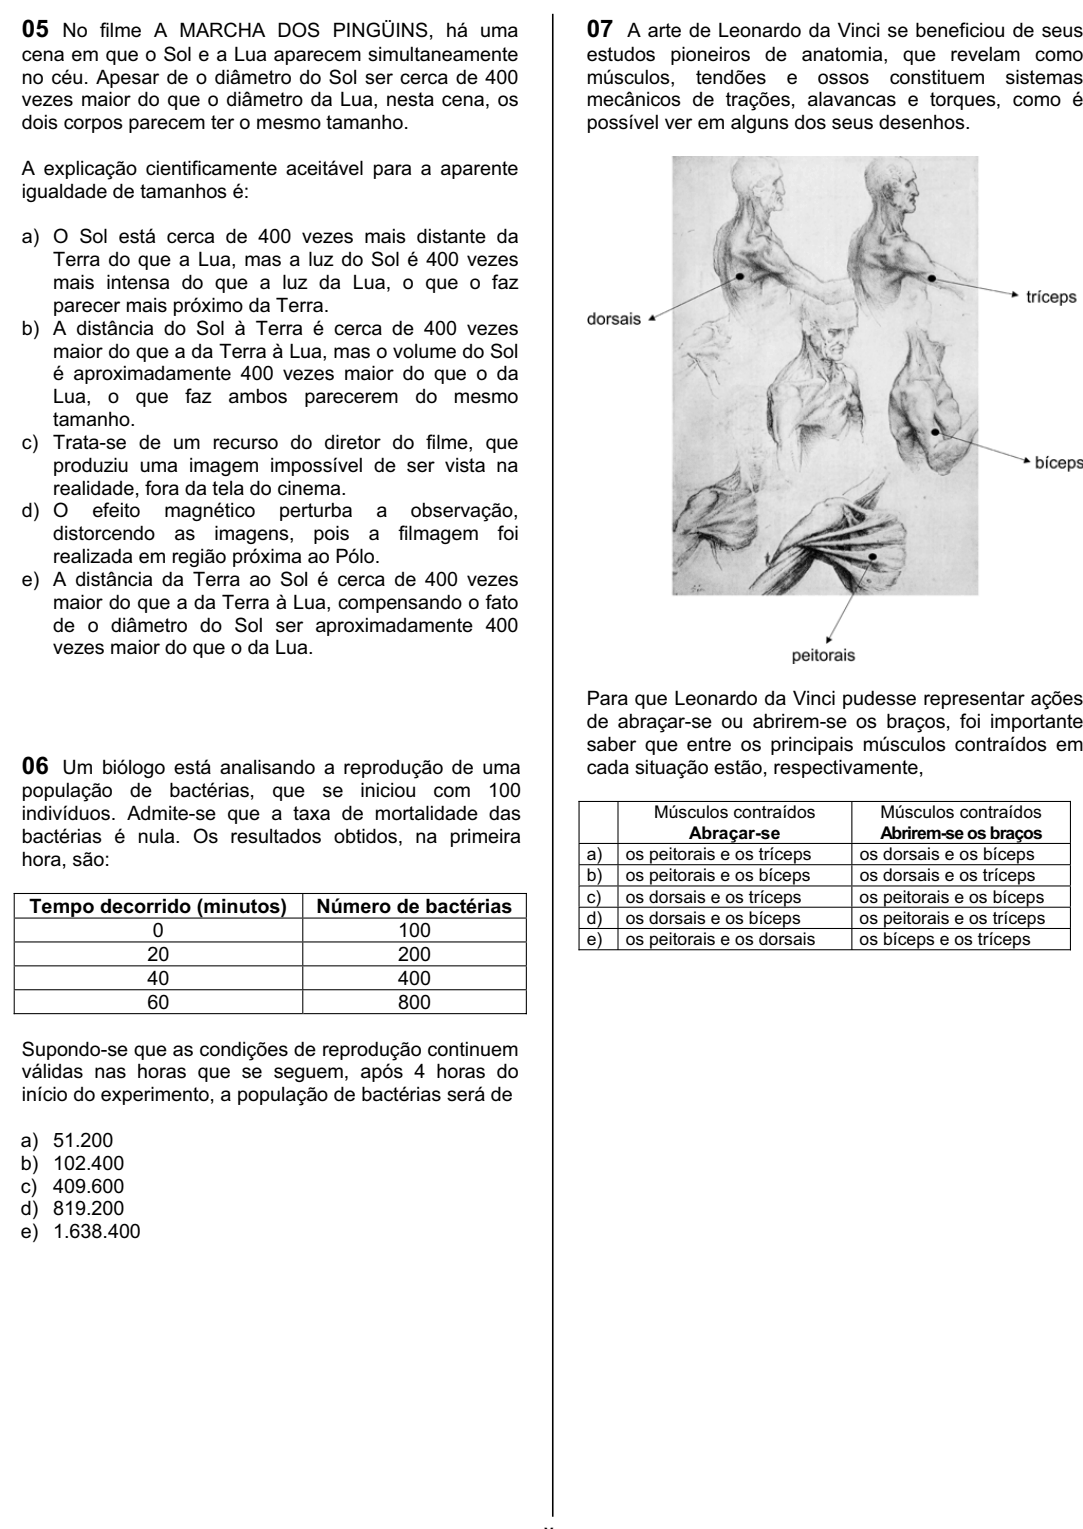 05 No filme A MARCHA DOS PINGÜINS, há uma
cena em que o Sol e a Lua aparecem simultaneamente
no céu. Apesar de o diâmetro do Sol ser cerca de 400
vezes maior do que o diâmetro da Lua, nesta cena, os
dois corpos parecem ter o mesmo tamanho.
A explicação cientificamente aceitável para a aparente
igualdade de tamanhos é:
a) O Sol está cerca de 400 vezes mais distante da
Terra do que a Lua, mas a luz do Sol é 400 vezes
mais intensa do que a luz da Lua, o que o faz
parecer mais próximo da Terra.
b) A distância do Sol à Terra é cerca de 400 vezes
maior do que a da Terra à Lua, mas o volume do Sol
é aproximadamente 400 vezes maior do que o da
Lua, o que faz ambos parecerem do mesmo
tamanho.
c) Trata-se de um recurso do diretor do filme, que
produziu uma imagem impossível de ser vista na
realidade, fora da tela do cinema.
d) O efeito magnético perturba a observação,
distorcendo as imagens, pois a filmagem foi
realizada em região próxima ao Pólo.
e) A distância da Terra ao Sol é cerca de 400 vezes
maior do que a da Terra à Lua, compensando o fato
de o diâmetro do Sol ser aproximadamente 400
vezes maior do que o da Lua.
06 Um biólogo está analisando a reprodução de uma
população de bactérias, que se iniciou com 100
indivíduos. Admite-se que a taxa de mortalidade das
bactérias é nula. Os resultados obtidos, na primeira
hora, são:
Tempo decorrido (minutos) Número de bactérias
0 100
20 200
40 400
60 800
Supondo-se que as condições de reprodução continuem
válidas nas horas que se seguem, após 4 horas do
início do experimento, a população de bactérias será de
a) 51.200
b) 102.400
c) 409.600
d) 819.200
e) 1.638.400
07 A arte de Leonardo da Vinci se beneficiou de seus
estudos pioneiros de anatomia, que revelam como
músculos, tendões e ossos constituem sistemas
mecânicos de trações, alavancas e torques, como é
possível ver em alguns dos seus desenhos.
tríceps
dorsais
bíceps
peitorais
Para que Leonardo da Vinci pudesse representar ações
de abraçar-se ou abrirem-se os braços, foi importante
saber que entre os principais músculos contraídos em
cada situação estão, respectivamente,
Músculos contraídos Músculos contraídos
Abraçar-se Abrirem-se os braços
a) os peitorais e os tríceps os dorsais e os bíceps
b) os peitorais e os bíceps os dorsais e os tríceps
c) os dorsais e os tríceps os peitorais e os bíceps
d) os dorsais e os bíceps os peitorais e os tríceps
e) os peitorais e os dorsais os bíceps e os tríceps